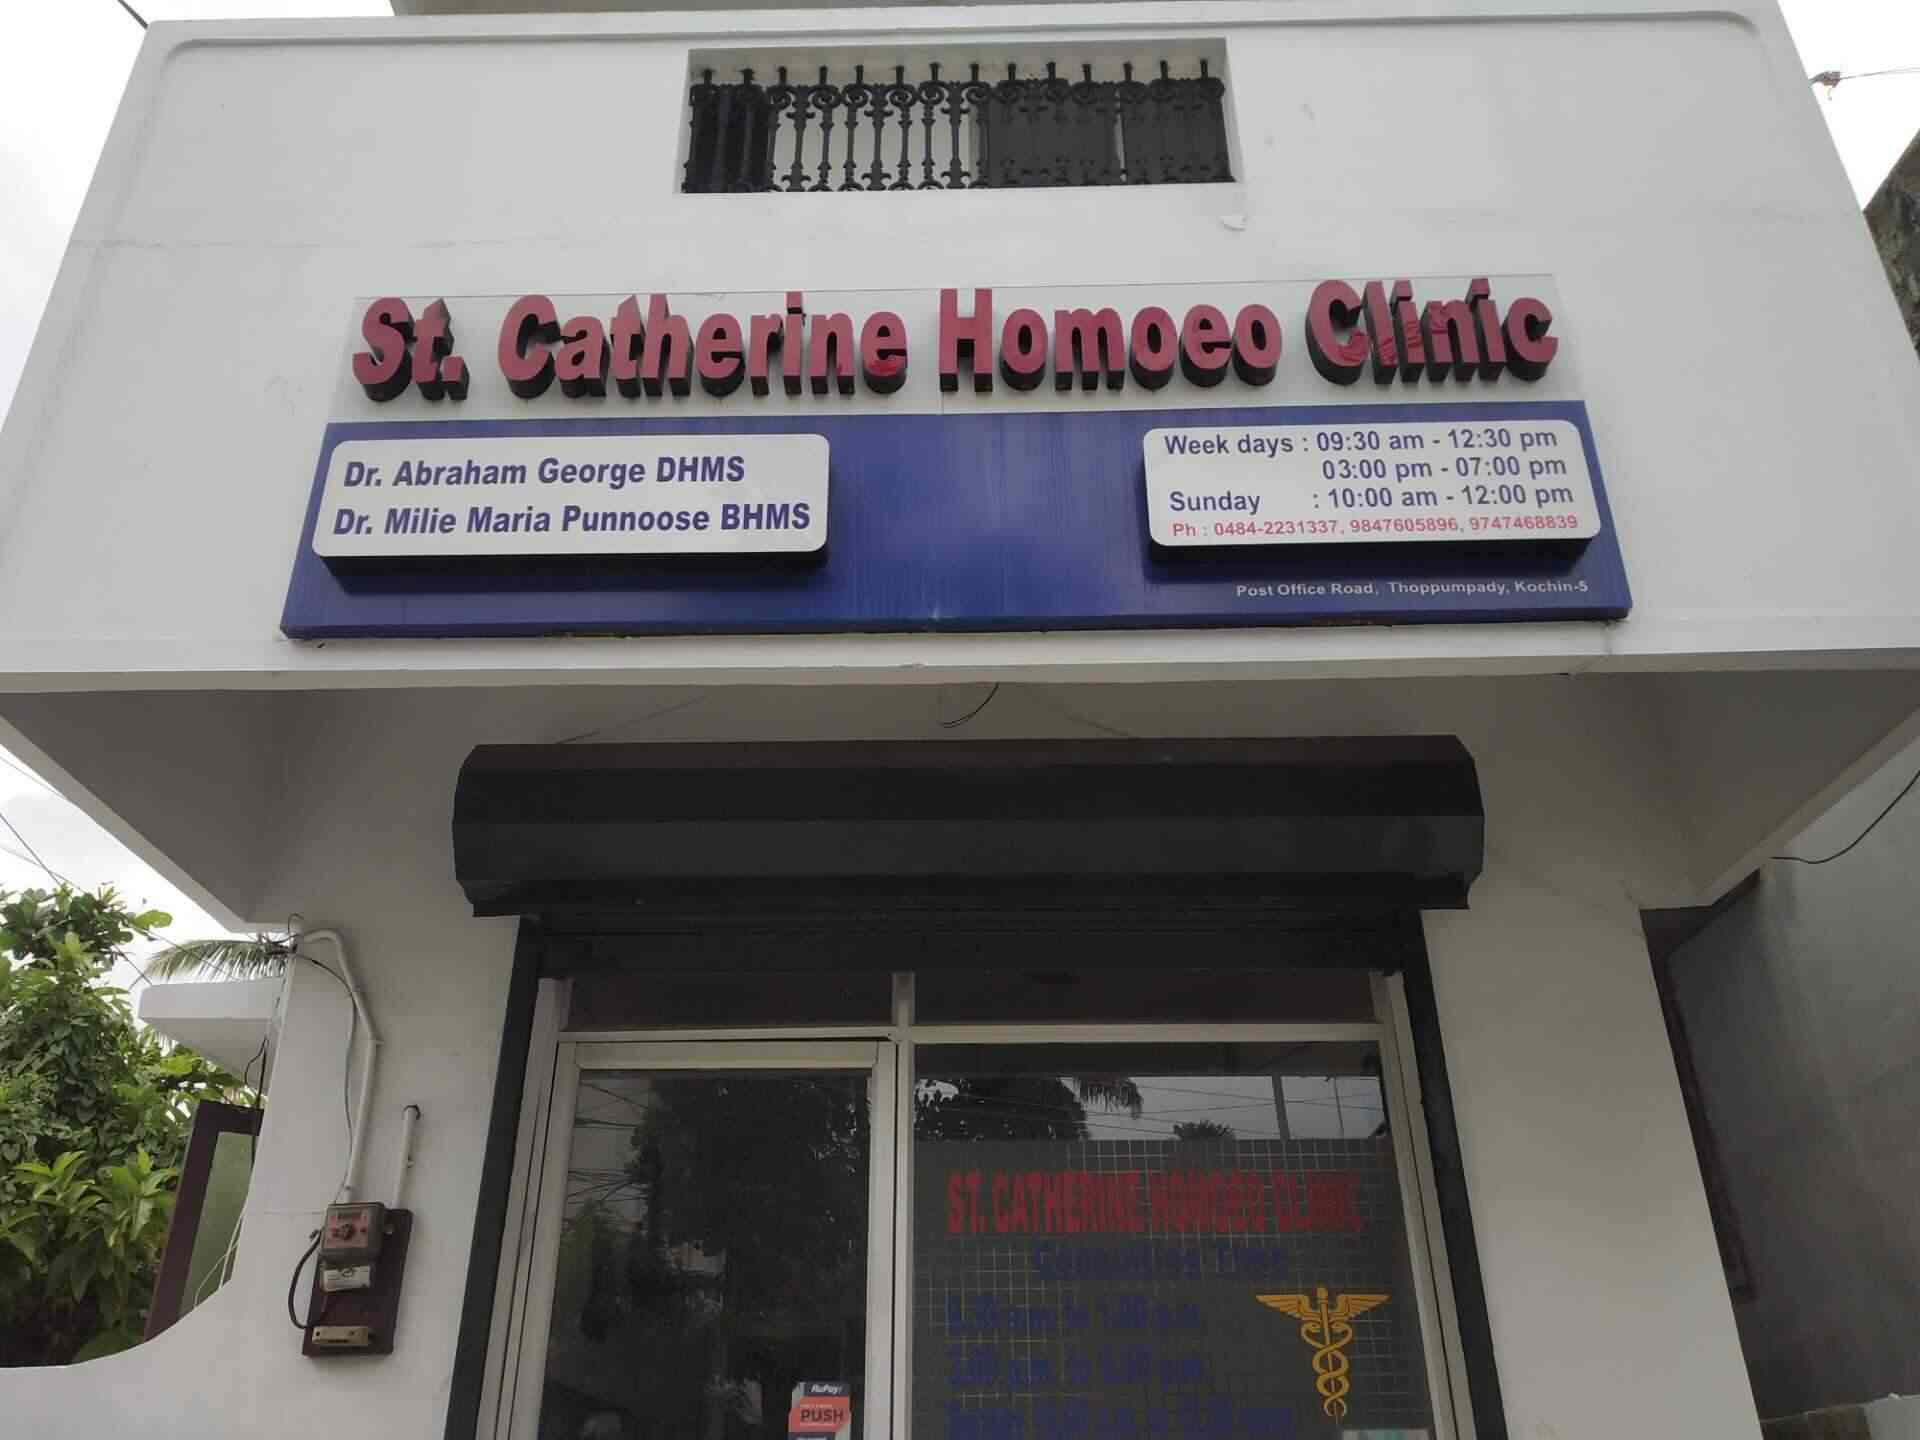 St. Catherine Homoeo Clinic
Dr. Abraham George DHMS
Dr. Milie Maria Punnoose BHMS
Week days : 09:30 am - 12:30 pm
03:00 pm - 07:00 pm
Sunday : 10:00 am - 12:00 pm
Ph : 0484-2231337, 9847605896, 9747468839
Post Office Road, Thoppumpady, Kochin-5
ST. CATHERINE HOMOEO CLINIC
Consulting Time
RuPay
PUSH